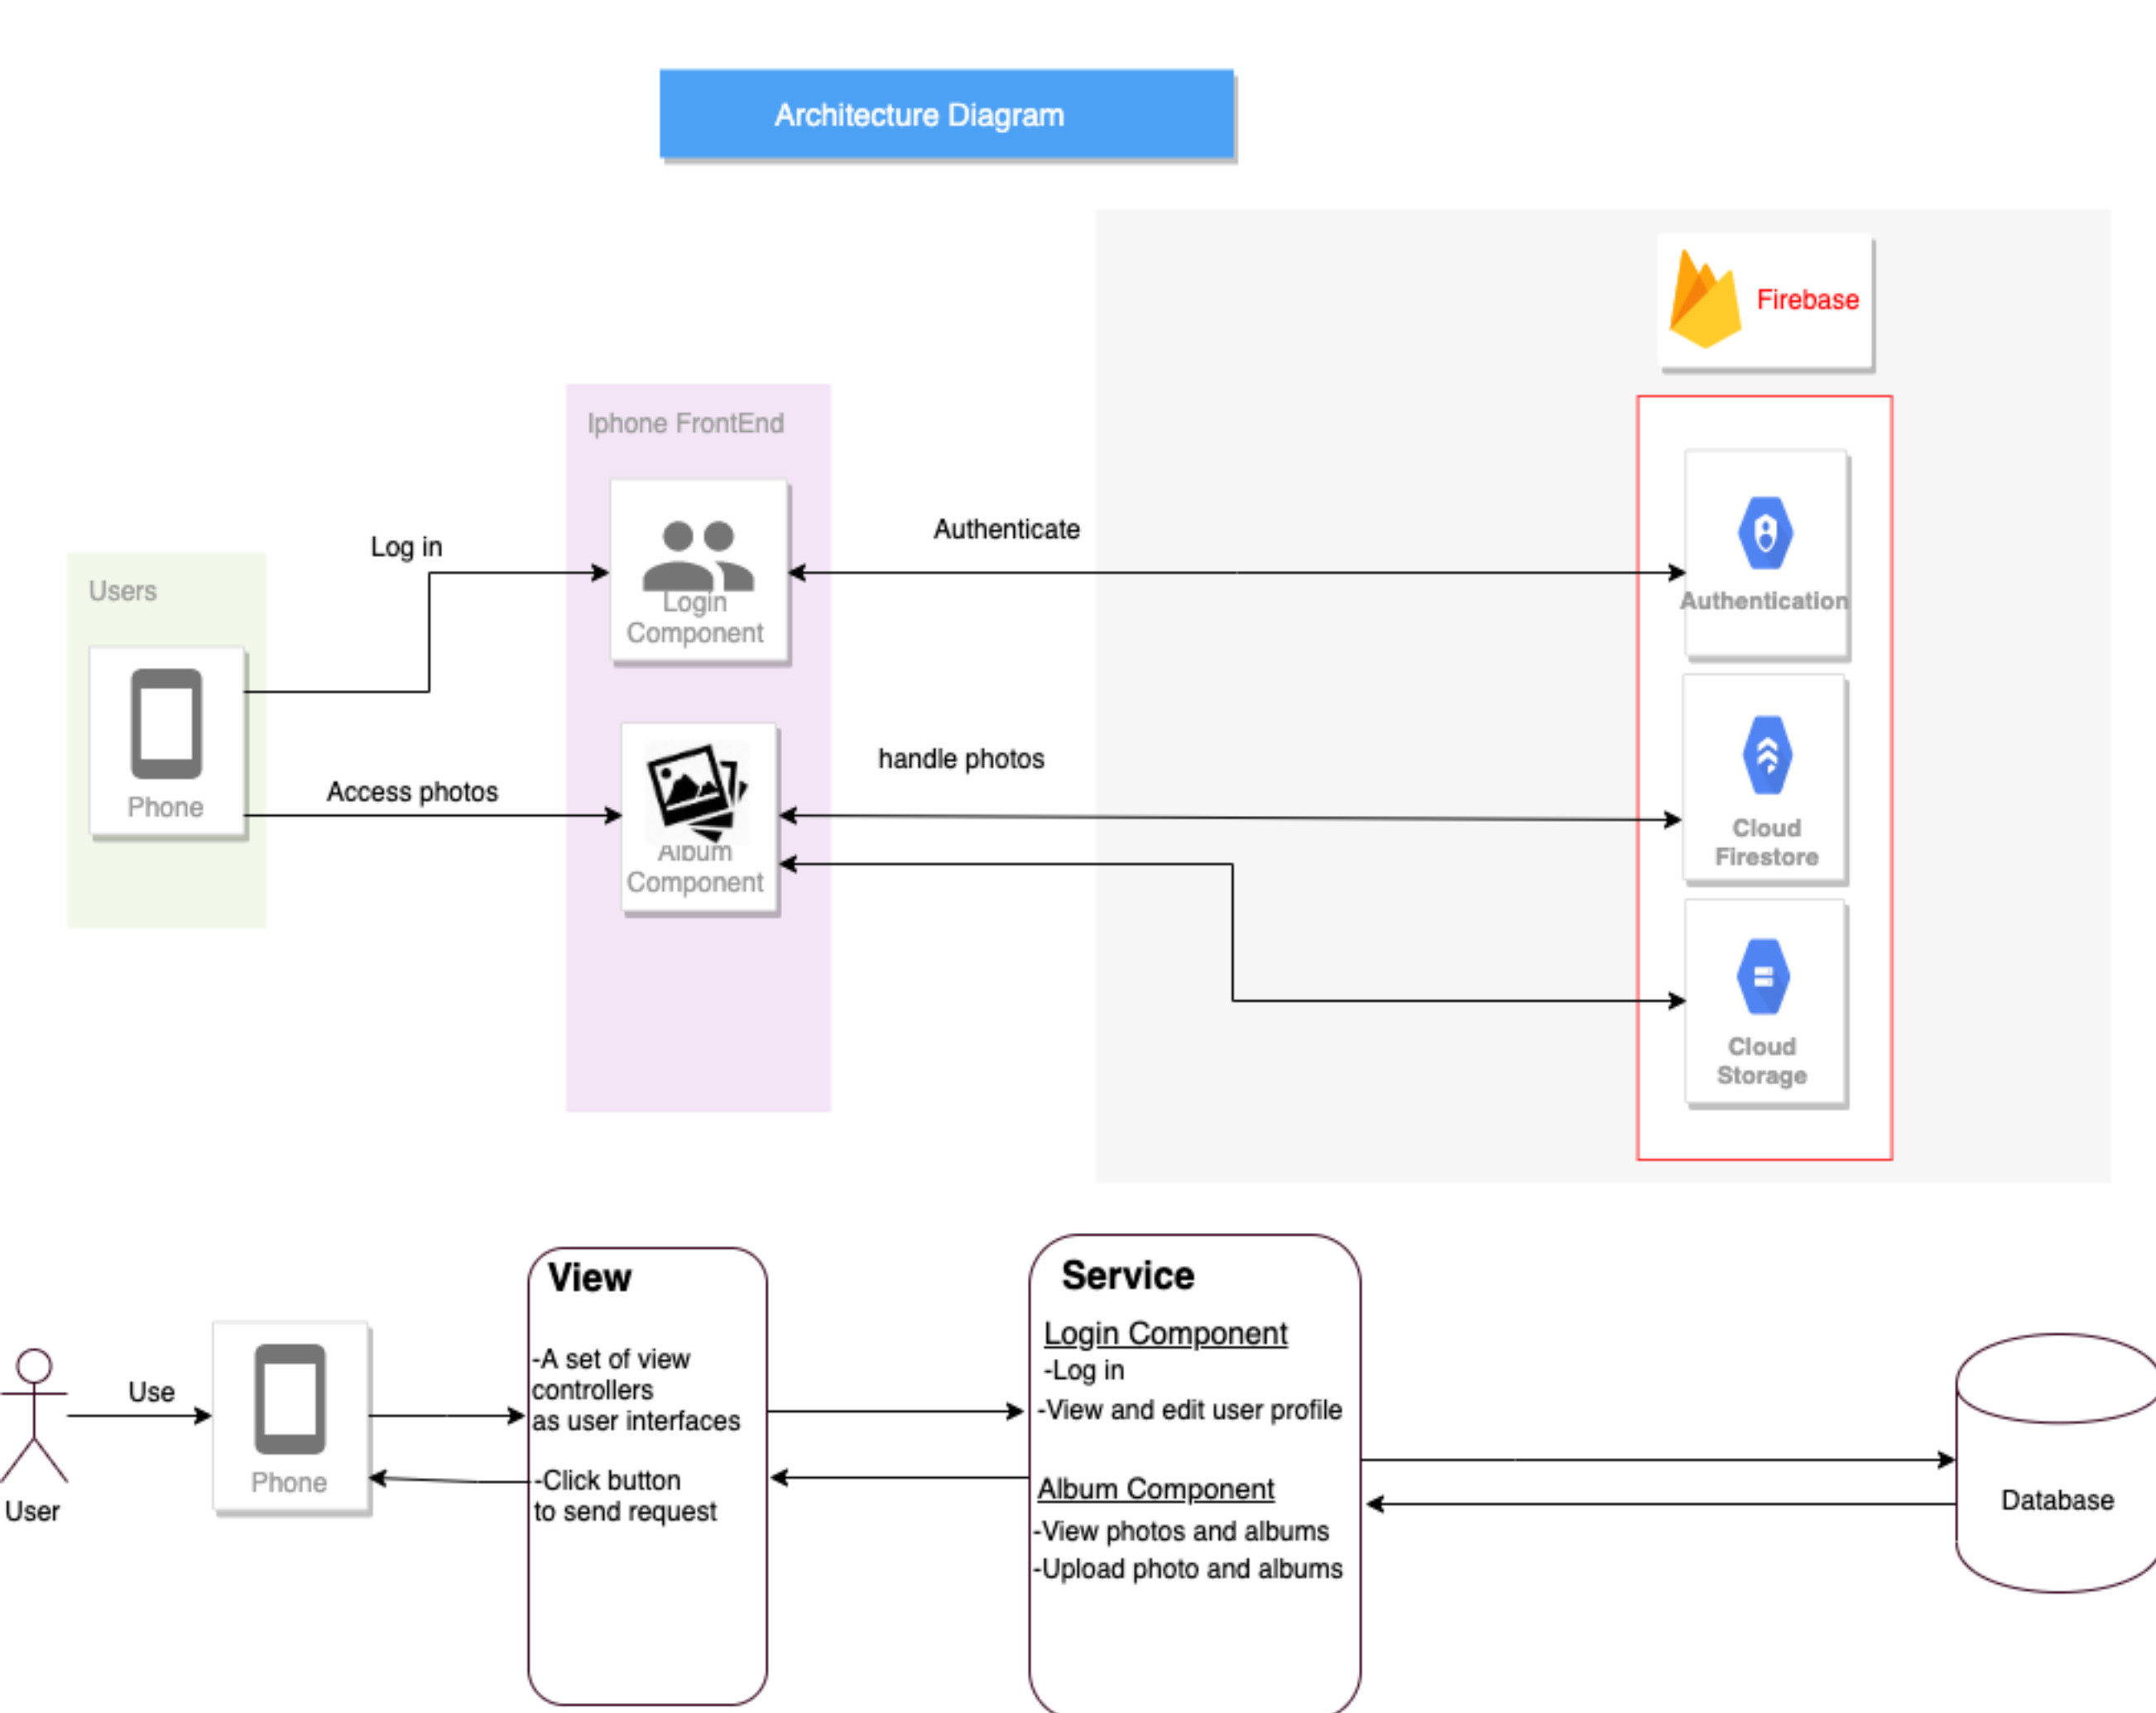 Architecture Diagram
Firebase
Iphone FrontEnd
Users
Log in
Login
Component
Authenticate
Authentication
Phone
Access photos
Album
Component
handle photos
Cloud
Firestore
Cloud
Storage
User
Use
Phone
View
-A set of view
controllers
as user interfaces
-Click button
to send request
Service
Login Component
-Log in
-View and edit user profile
Album Component
-View photos and albums
-Upload photo and albums
Database